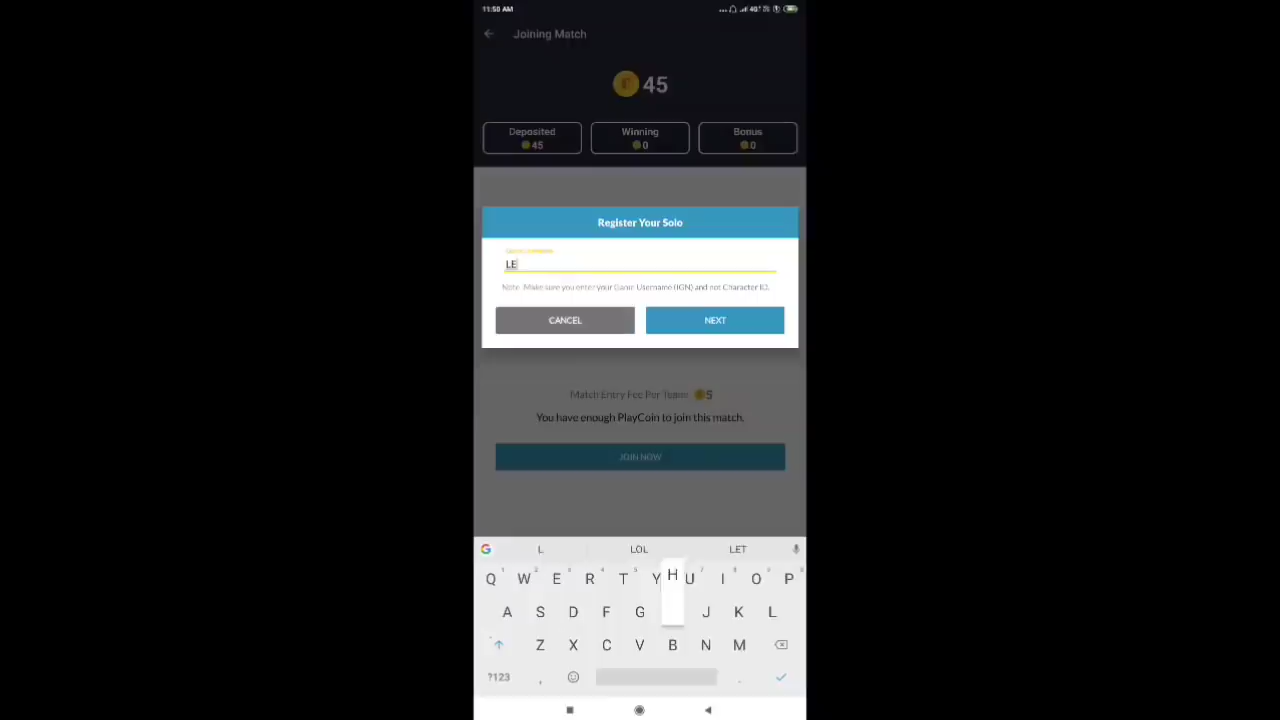 11:50 AM
Joining Match
45
Deposited Winning Bonus
45 0 0
Register Your Solo
LE
Note: Make sure you enter your Game Username (IGN) and not Character ID.
CANCEL NEXT
Match Entry Fee Per Team 5
You have enough PlayCoin to join this match.
JOIN NOW
L LOL LET
Q W E R T Y U I O P
H
A S D F G J K L
Z X C V B N M
?123 , .